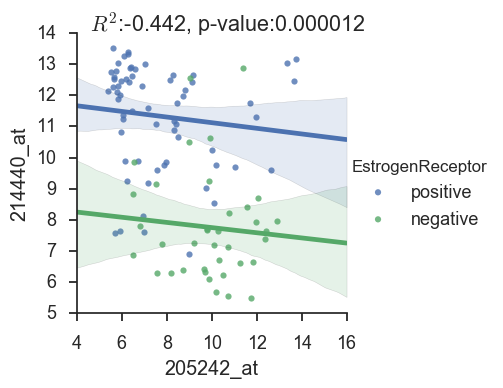 R²:-0.442, p-value:0.000012
14
13
12
11
10
9
8
7
6
5
214440_at
4 6 8 10 12 14 16
205242_at
EstrogenReceptor
positive
negative